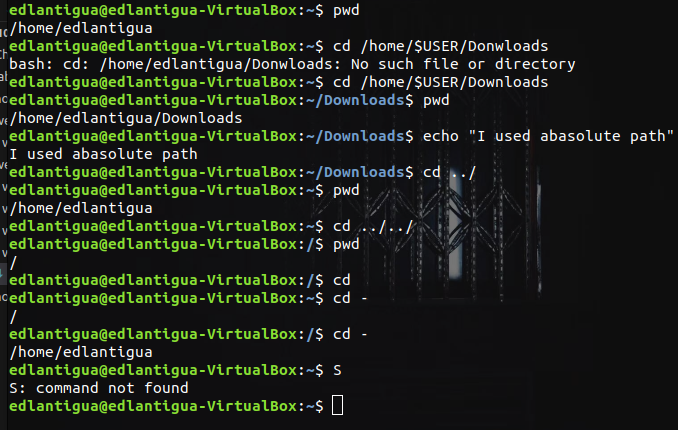 edlantigua@edlantigua-VirtualBox:~$ pwd
/home/edlantigua
edlantigua@edlantigua-VirtualBox:~$ cd /home/$USER/Donwloads
bash: cd: /home/edlantigua/Donwloads: No such file or directory
edlantigua@edlantigua-VirtualBox:~$ cd /home/$USER/Downloads
edlantigua@edlantigua-VirtualBox:~/Downloads$ pwd
/home/edlantigua/Downloads
edlantigua@edlantigua-VirtualBox:~/Downloads$ echo "I used abasolute path"
I used abasolute path
edlantigua@edlantigua-VirtualBox:~/Downloads$ cd ../
edlantigua@edlantigua-VirtualBox:~$ pwd
/home/edlantigua
edlantigua@edlantigua-VirtualBox:~$ cd ../../
edlantigua@edlantigua-VirtualBox:/$ pwd
/
edlantigua@edlantigua-VirtualBox:/$ cd
edlantigua@edlantigua-VirtualBox:~$ cd -
/
edlantigua@edlantigua-VirtualBox:/$ cd -
/home/edlantigua
edlantigua@edlantigua-VirtualBox:~$ S
S: command not found
edlantigua@edlantigua-VirtualBox:~$